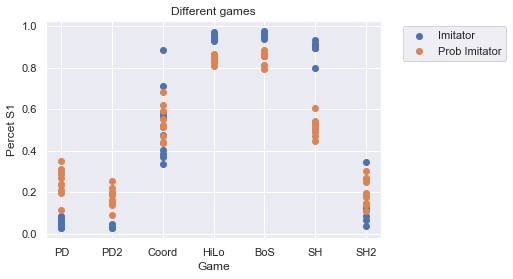 Different games
Imitator
Prob Imitator
Percet S1
1.0
0.8
0.6
0.4
0.2
0.0
PD PD2 Coord HiLo BoS SH SH2
Game